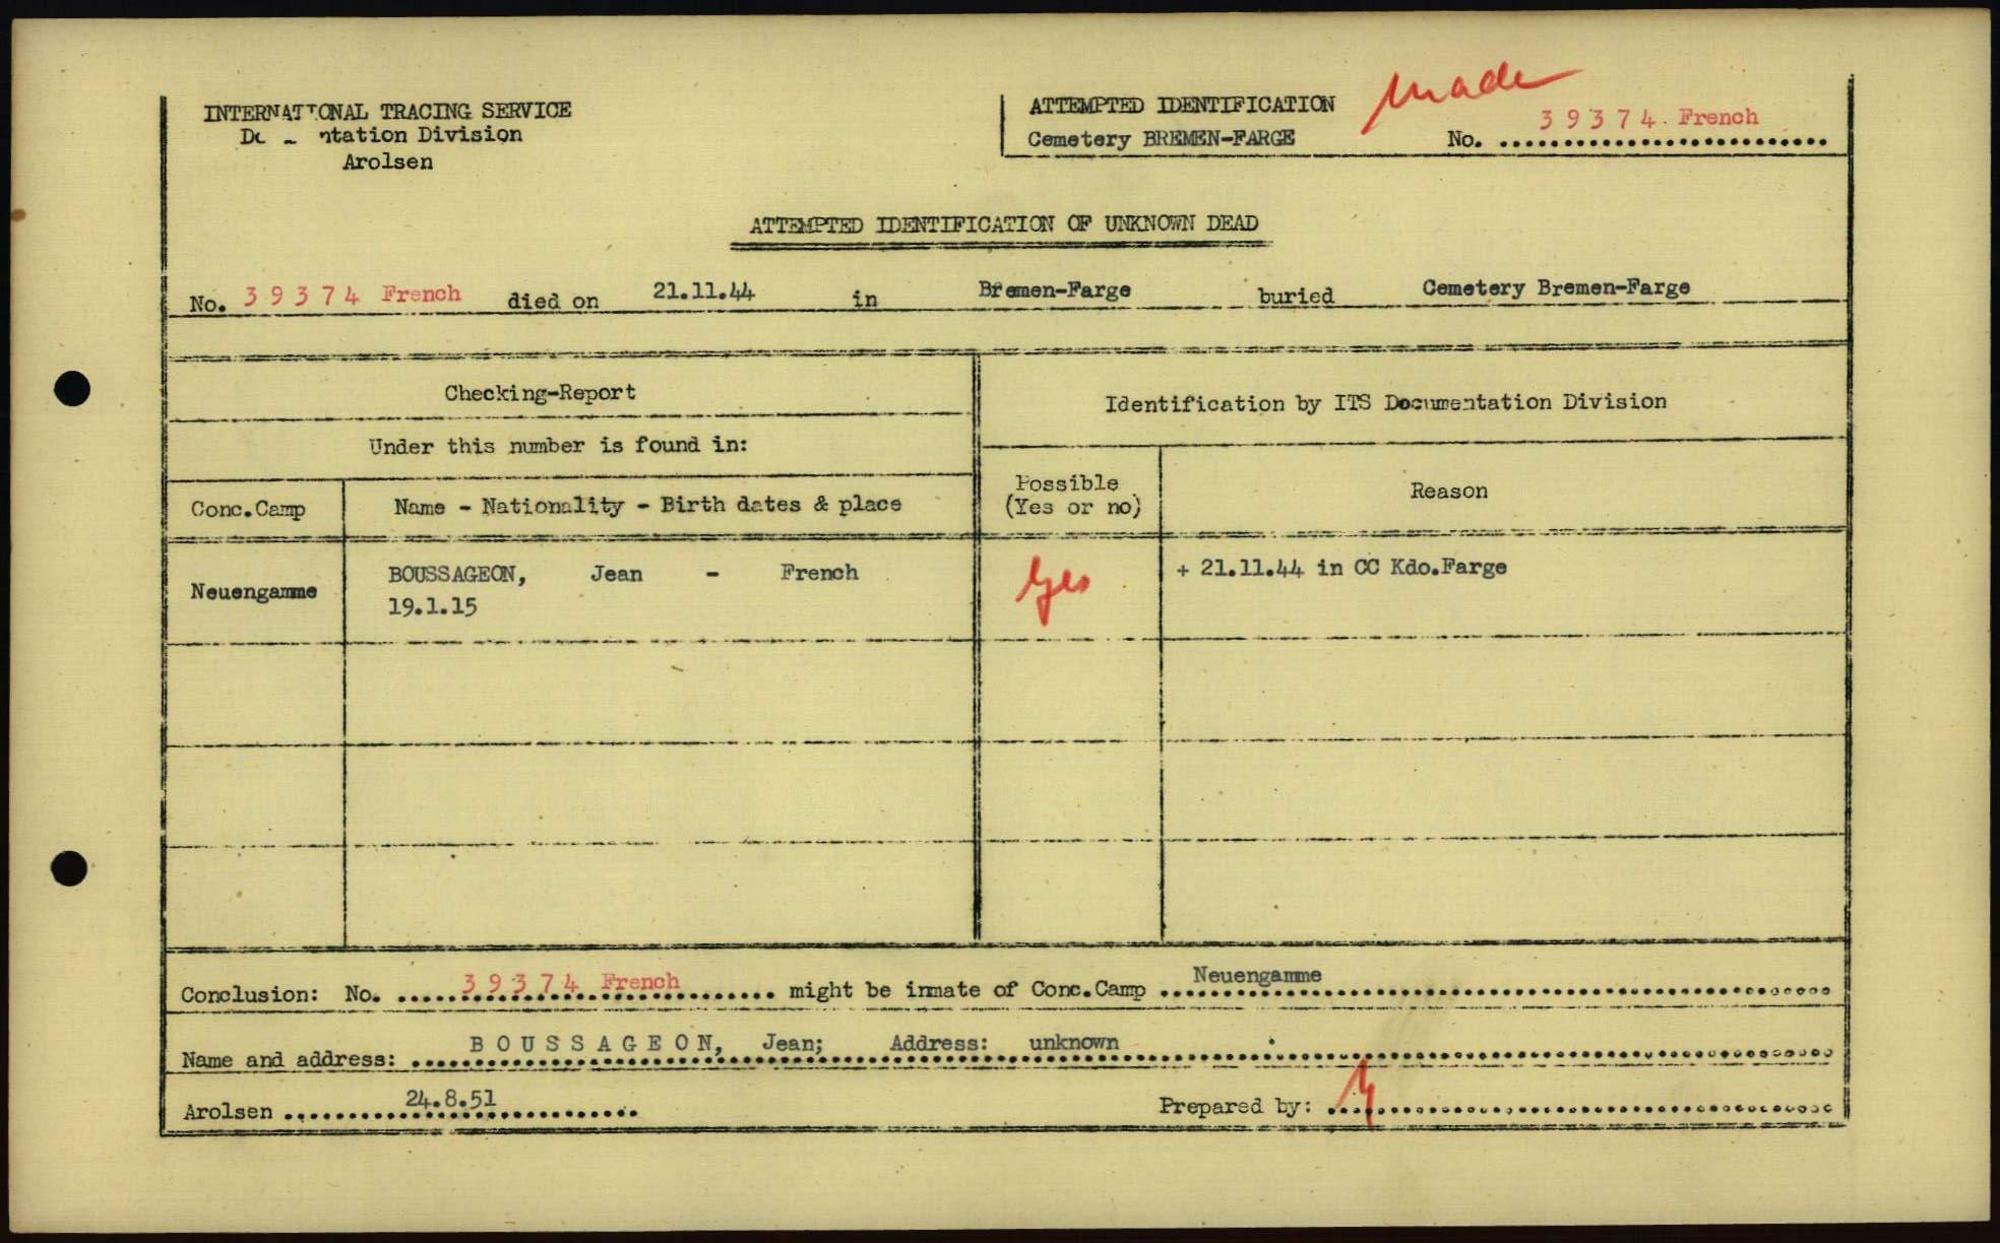 INTERNATIONAL TRACING SERVICE
Documentation Division
Arolsen
ATTEMPTED IDENTIFICATION
made
Cemetery BREMEN-FARGE No. 39374 French
ATTEMPTED IDENTIFICATION OF UNKNOWN DEAD
No. 39374 French died on 21.11.44 in Bremen-Farge buried Cemetery Bremen-Farge
Checking-Report
Identification by ITS Documentation Division
Under this number is found in:
Conc.Camp
Name - Nationality - Birth dates & place
Possible
(Yes or no)
Reason
Neuengamme
BOUSSAGEON, Jean - French
19.1.15
Yes
+ 21.11.44 in CC Kdo.Farge
Conclusion: No. 39374 French might be inmate of Conc.Camp Neuengamme
Name and address: BOUSSAGEON, Jean; Address: unknown
Arolsen 24.8.51
Prepared by: